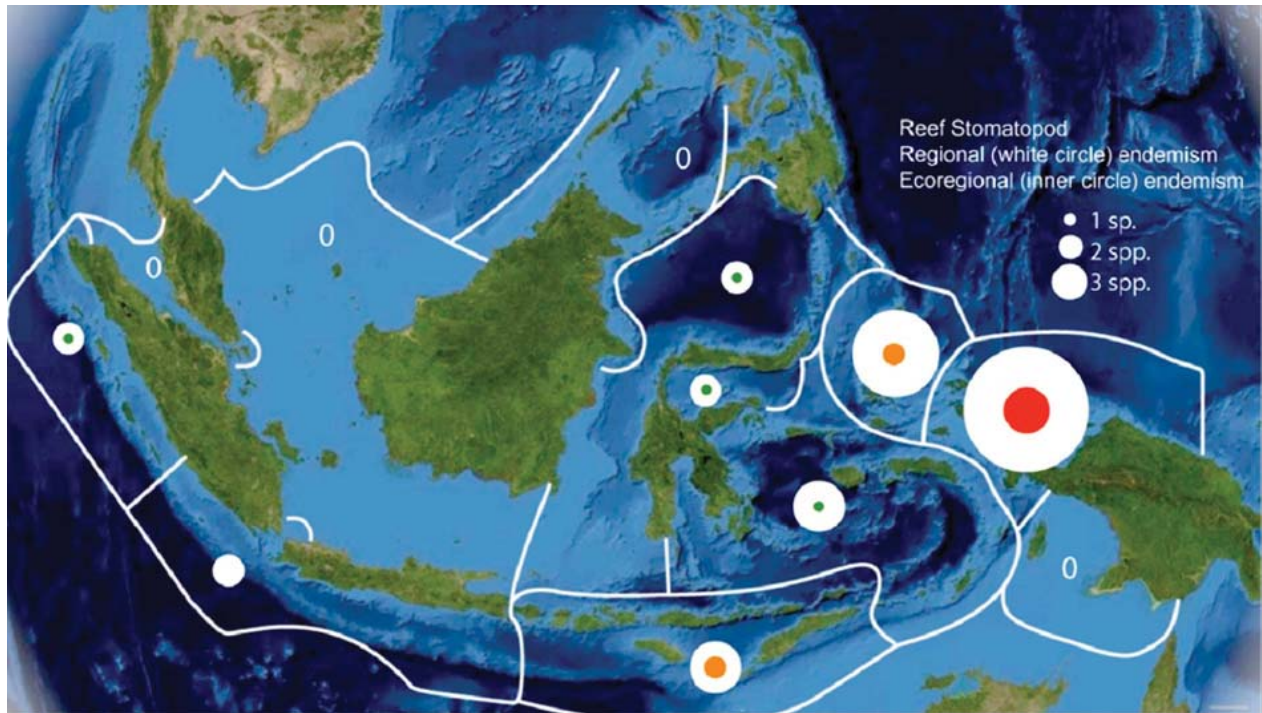 0
Reef Stomatopod
Regional (white circle) endemism
Ecoregional (inner circle) endemism
1 sp.
2 spp.
3 spp.
0
0
0